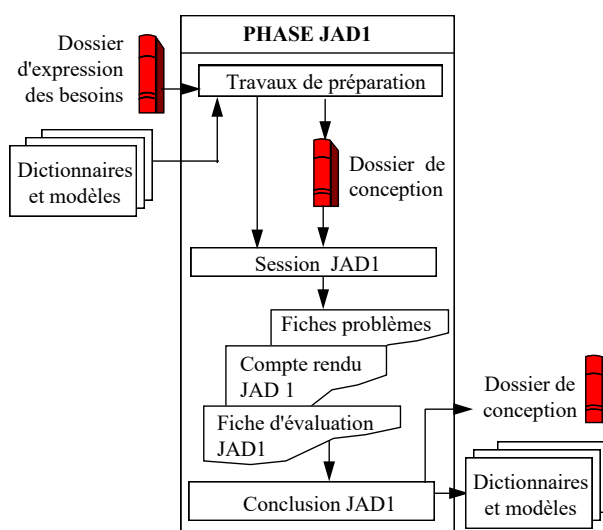 PHASE JAD1
Dossier
d'expression
des besoins
Travaux de préparation
Dictionnaires
et modèles
Dossier de
conception
Session JAD1
Fiches problèmes
Compte rendu
JAD 1
Fiche d'évaluation
JAD1
Dossier de
conception
Dictionnaires
et modèles
Conclusion JAD1